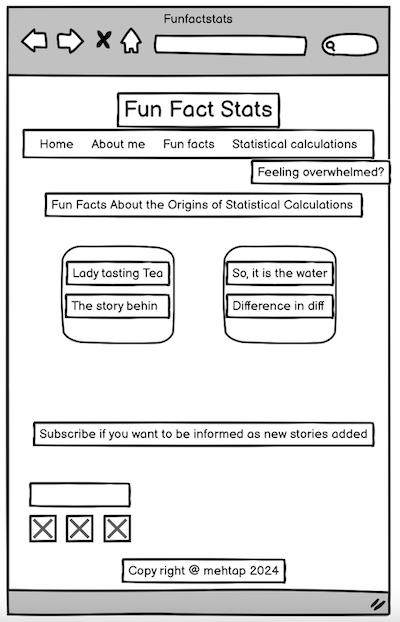 Funfactstats
Fun Fact Stats
Home About me Fun facts Statistical calculations
Feeling overwhelmed?
Fun Facts About the Origins of Statistical Calculations
Lady tasting Tea
The story behin
So, it is the water
Difference in diff
Subscribe if you want to be informed as new stories added
Copy right @ mehtap 2024